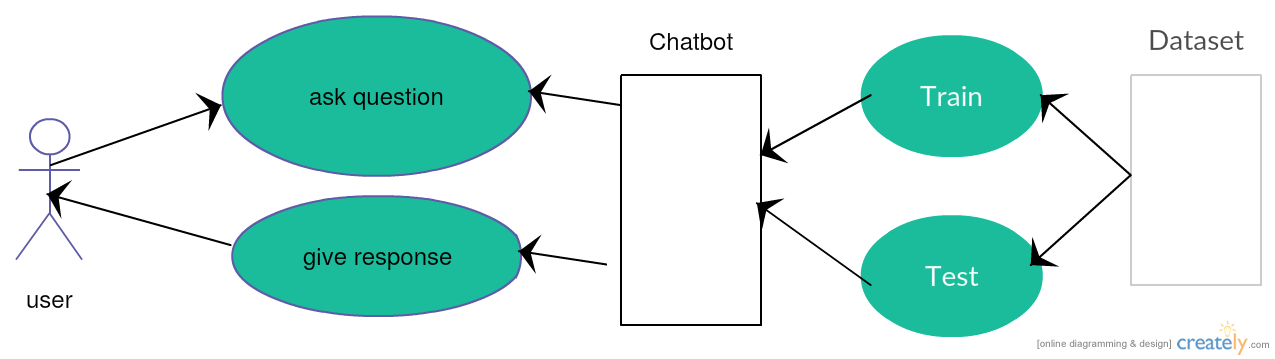 Chatbot
Dataset
ask question
Train
give response
Test
user
[online diagramming & design] creately.com